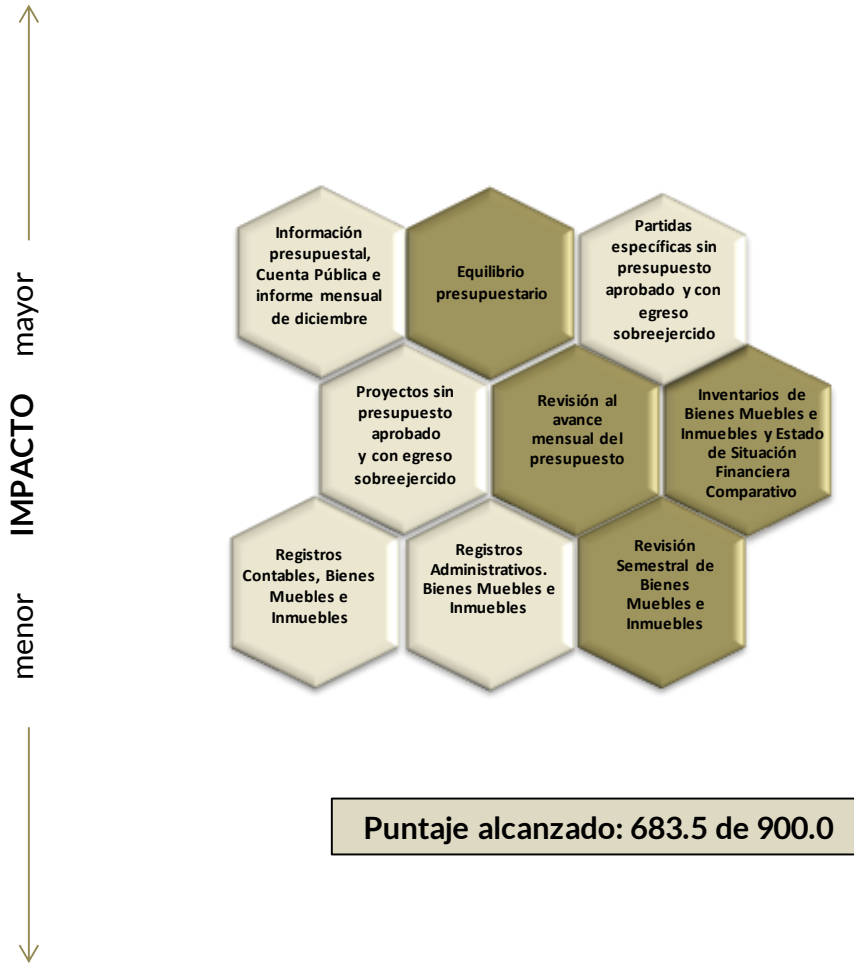 mayor
IMPACTO
menor
Información
presupuestal,
Cuenta Pública e
informe mensual
de diciembre
Equilibrio
presupuestario
Partidas
específicas sin
presupuesto
aprobado y con
egreso
sobreejercido
Proyectos sin
presupuesto
aprobado
y con egreso
sobreejercido
Revisión al
avance
mensual del
presupuesto
Inventarios de
Bienes Muebles e
Inmuebles y Estado
de Situación
Financiera
Comparativo
Registros
Contables, Bienes
Muebles e
Inmuebles
Registros
Administrativos.
Bienes Muebles e
Inmuebles
Revisión
Semestral de
Bienes
Muebles e
Inmuebles
Puntaje alcanzado: 683.5 de 900.0